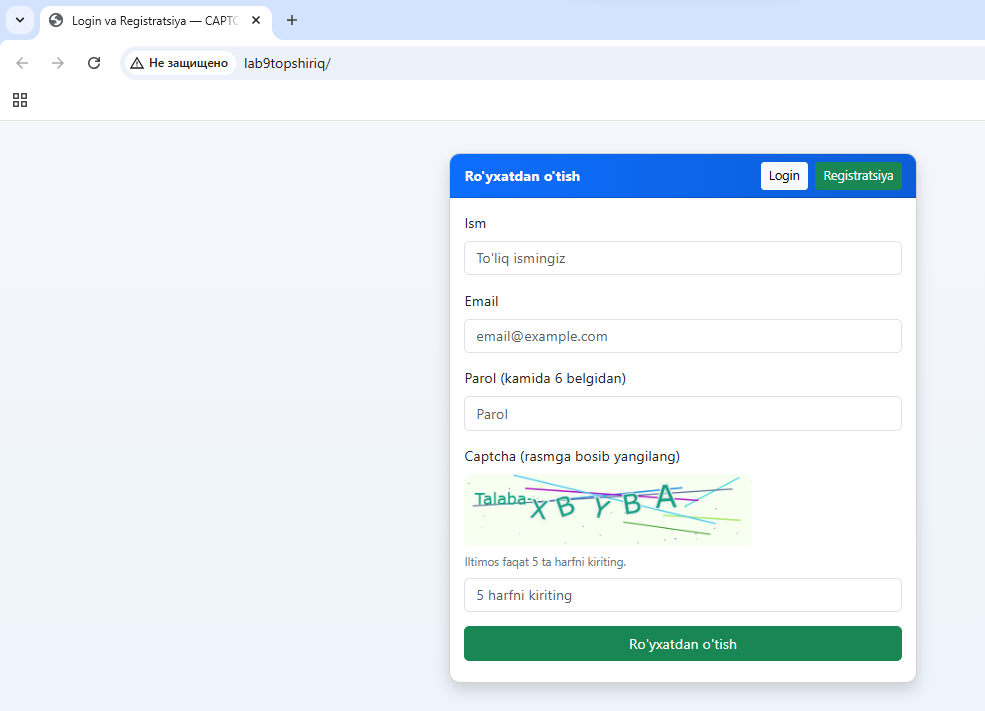 Login va Registratsiya — CAPTC
Не защищено lab9topshiriq/
Ro'yxatdan o'tish Login Registratsiya
Ism
To'liq ismingiz
Email
email@example.com
Parol (kamida 6 belgidan)
Parol
Captcha (rasmga bosib yangilang)
Talaba-XBYBA
Iltimos faqat 5 ta harfni kiriting.
5 harfni kiriting
Ro'yxatdan o'tish